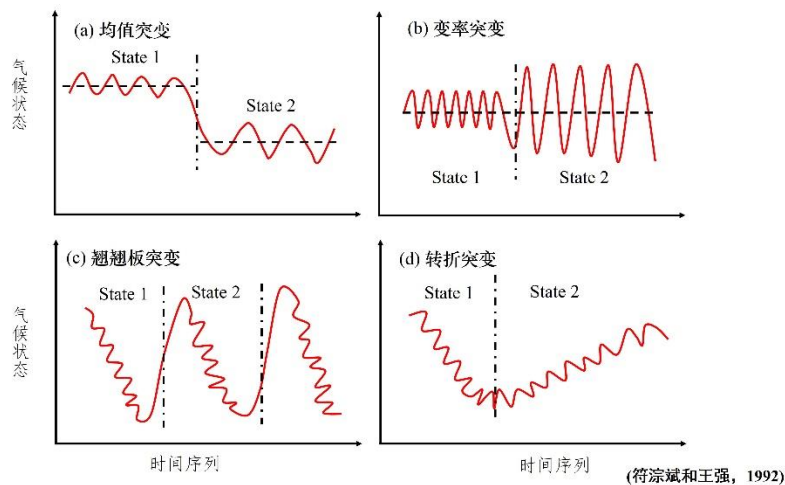 (a) 均值突变
State 1
State 2
气候状态
(b) 变率突变
State 1
State 2
(c) 翘翘板突变
State 1
State 2
气候状态
时间序列
(d) 转折突变
State 1
State 2
时间序列
(符淙斌和王强，1992)